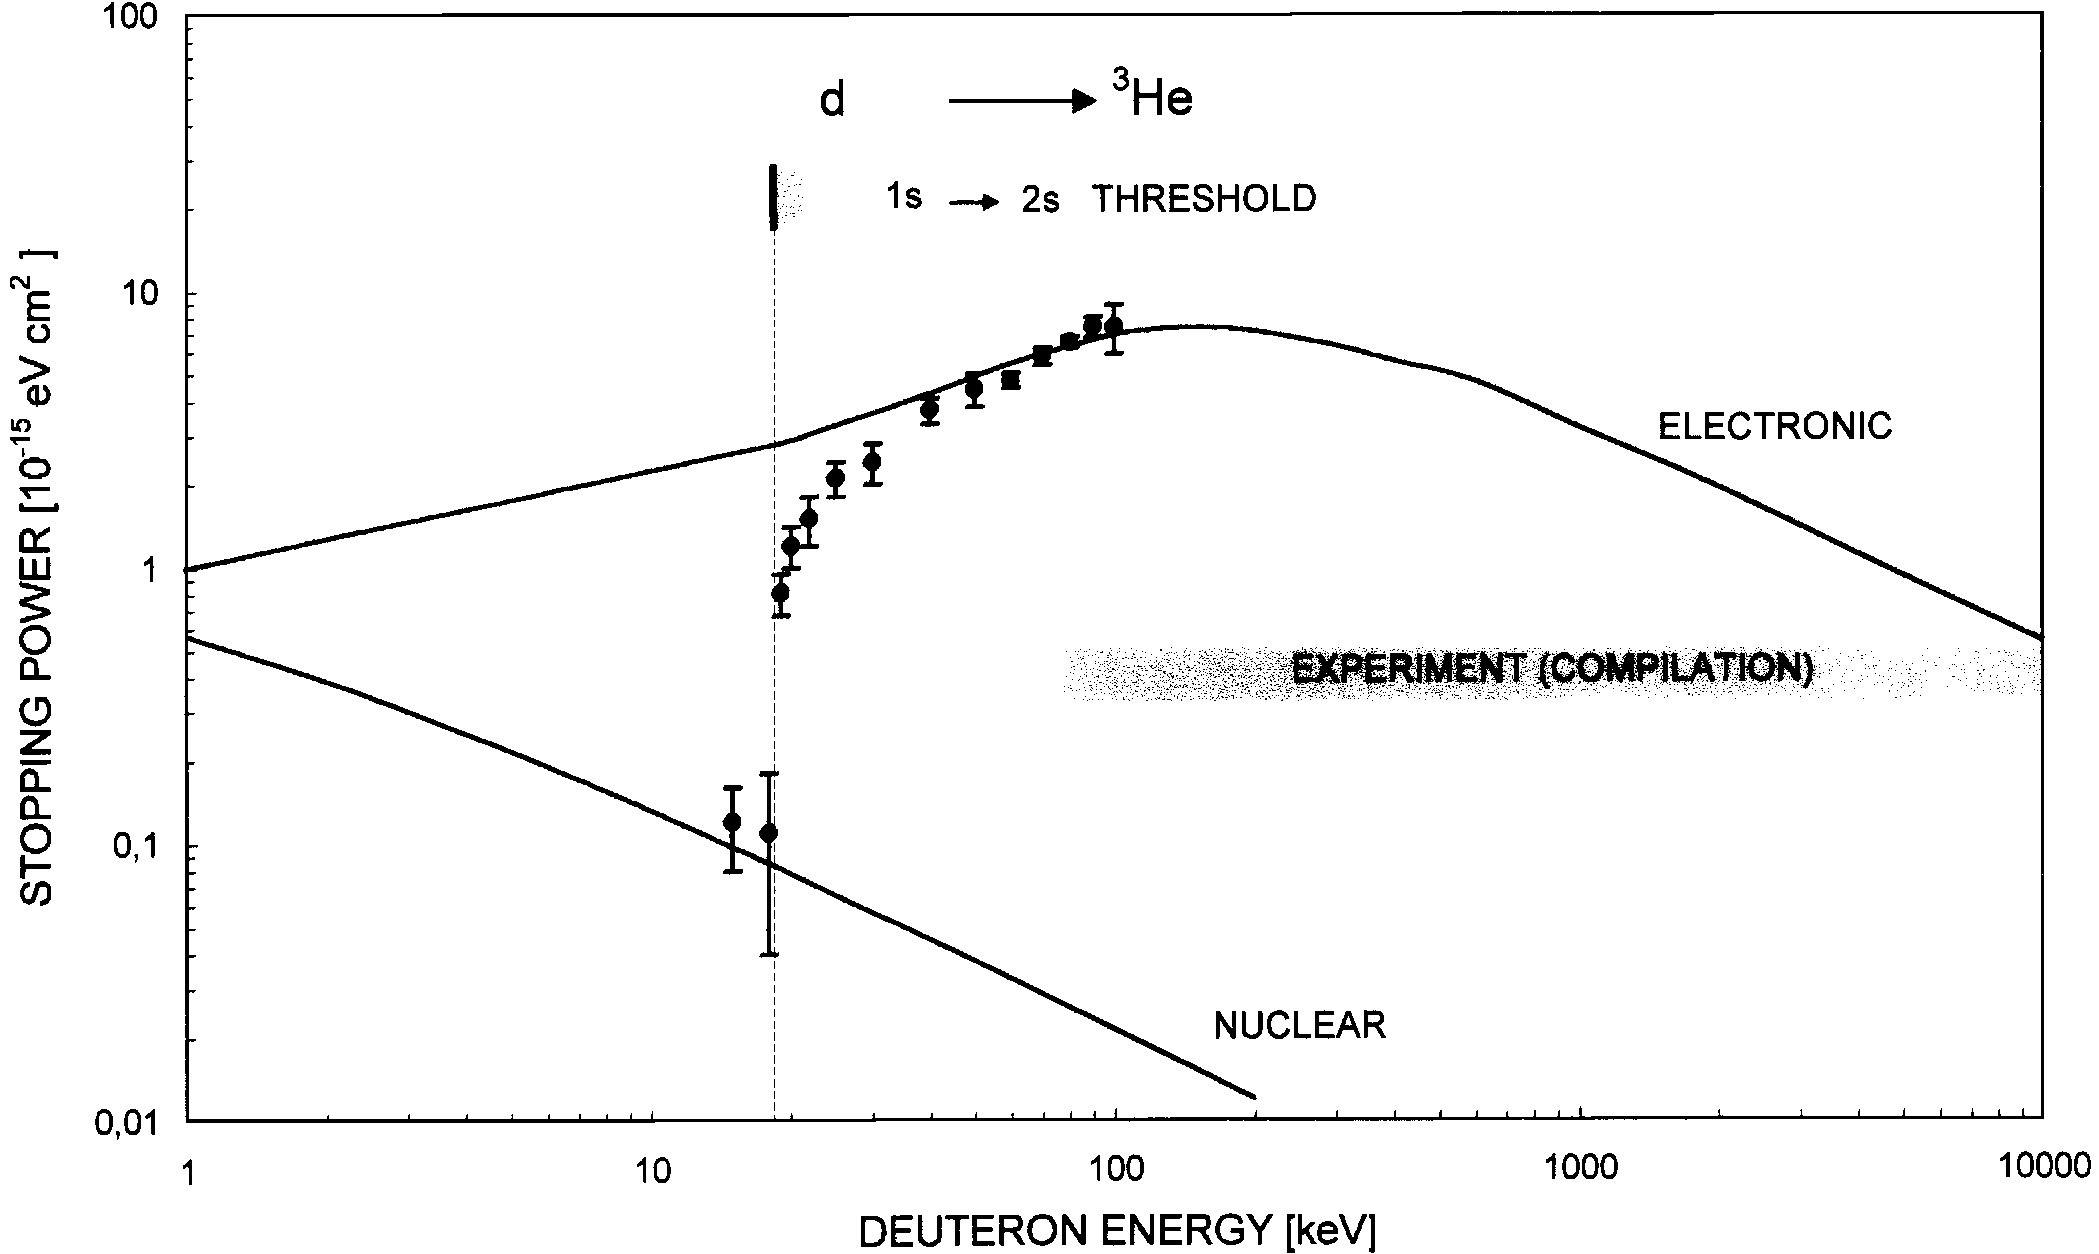 100
d ⟶ ³He
1s → 2s THRESHOLD
10
ELECTRONIC
1
EXPERIMENT (COMPILATION)
0,1
NUCLEAR
0,01
1 10 100 1000 10000
DEUTERON ENERGY [keV]
STOPPING POWER [10⁻¹⁵ eV cm² ]